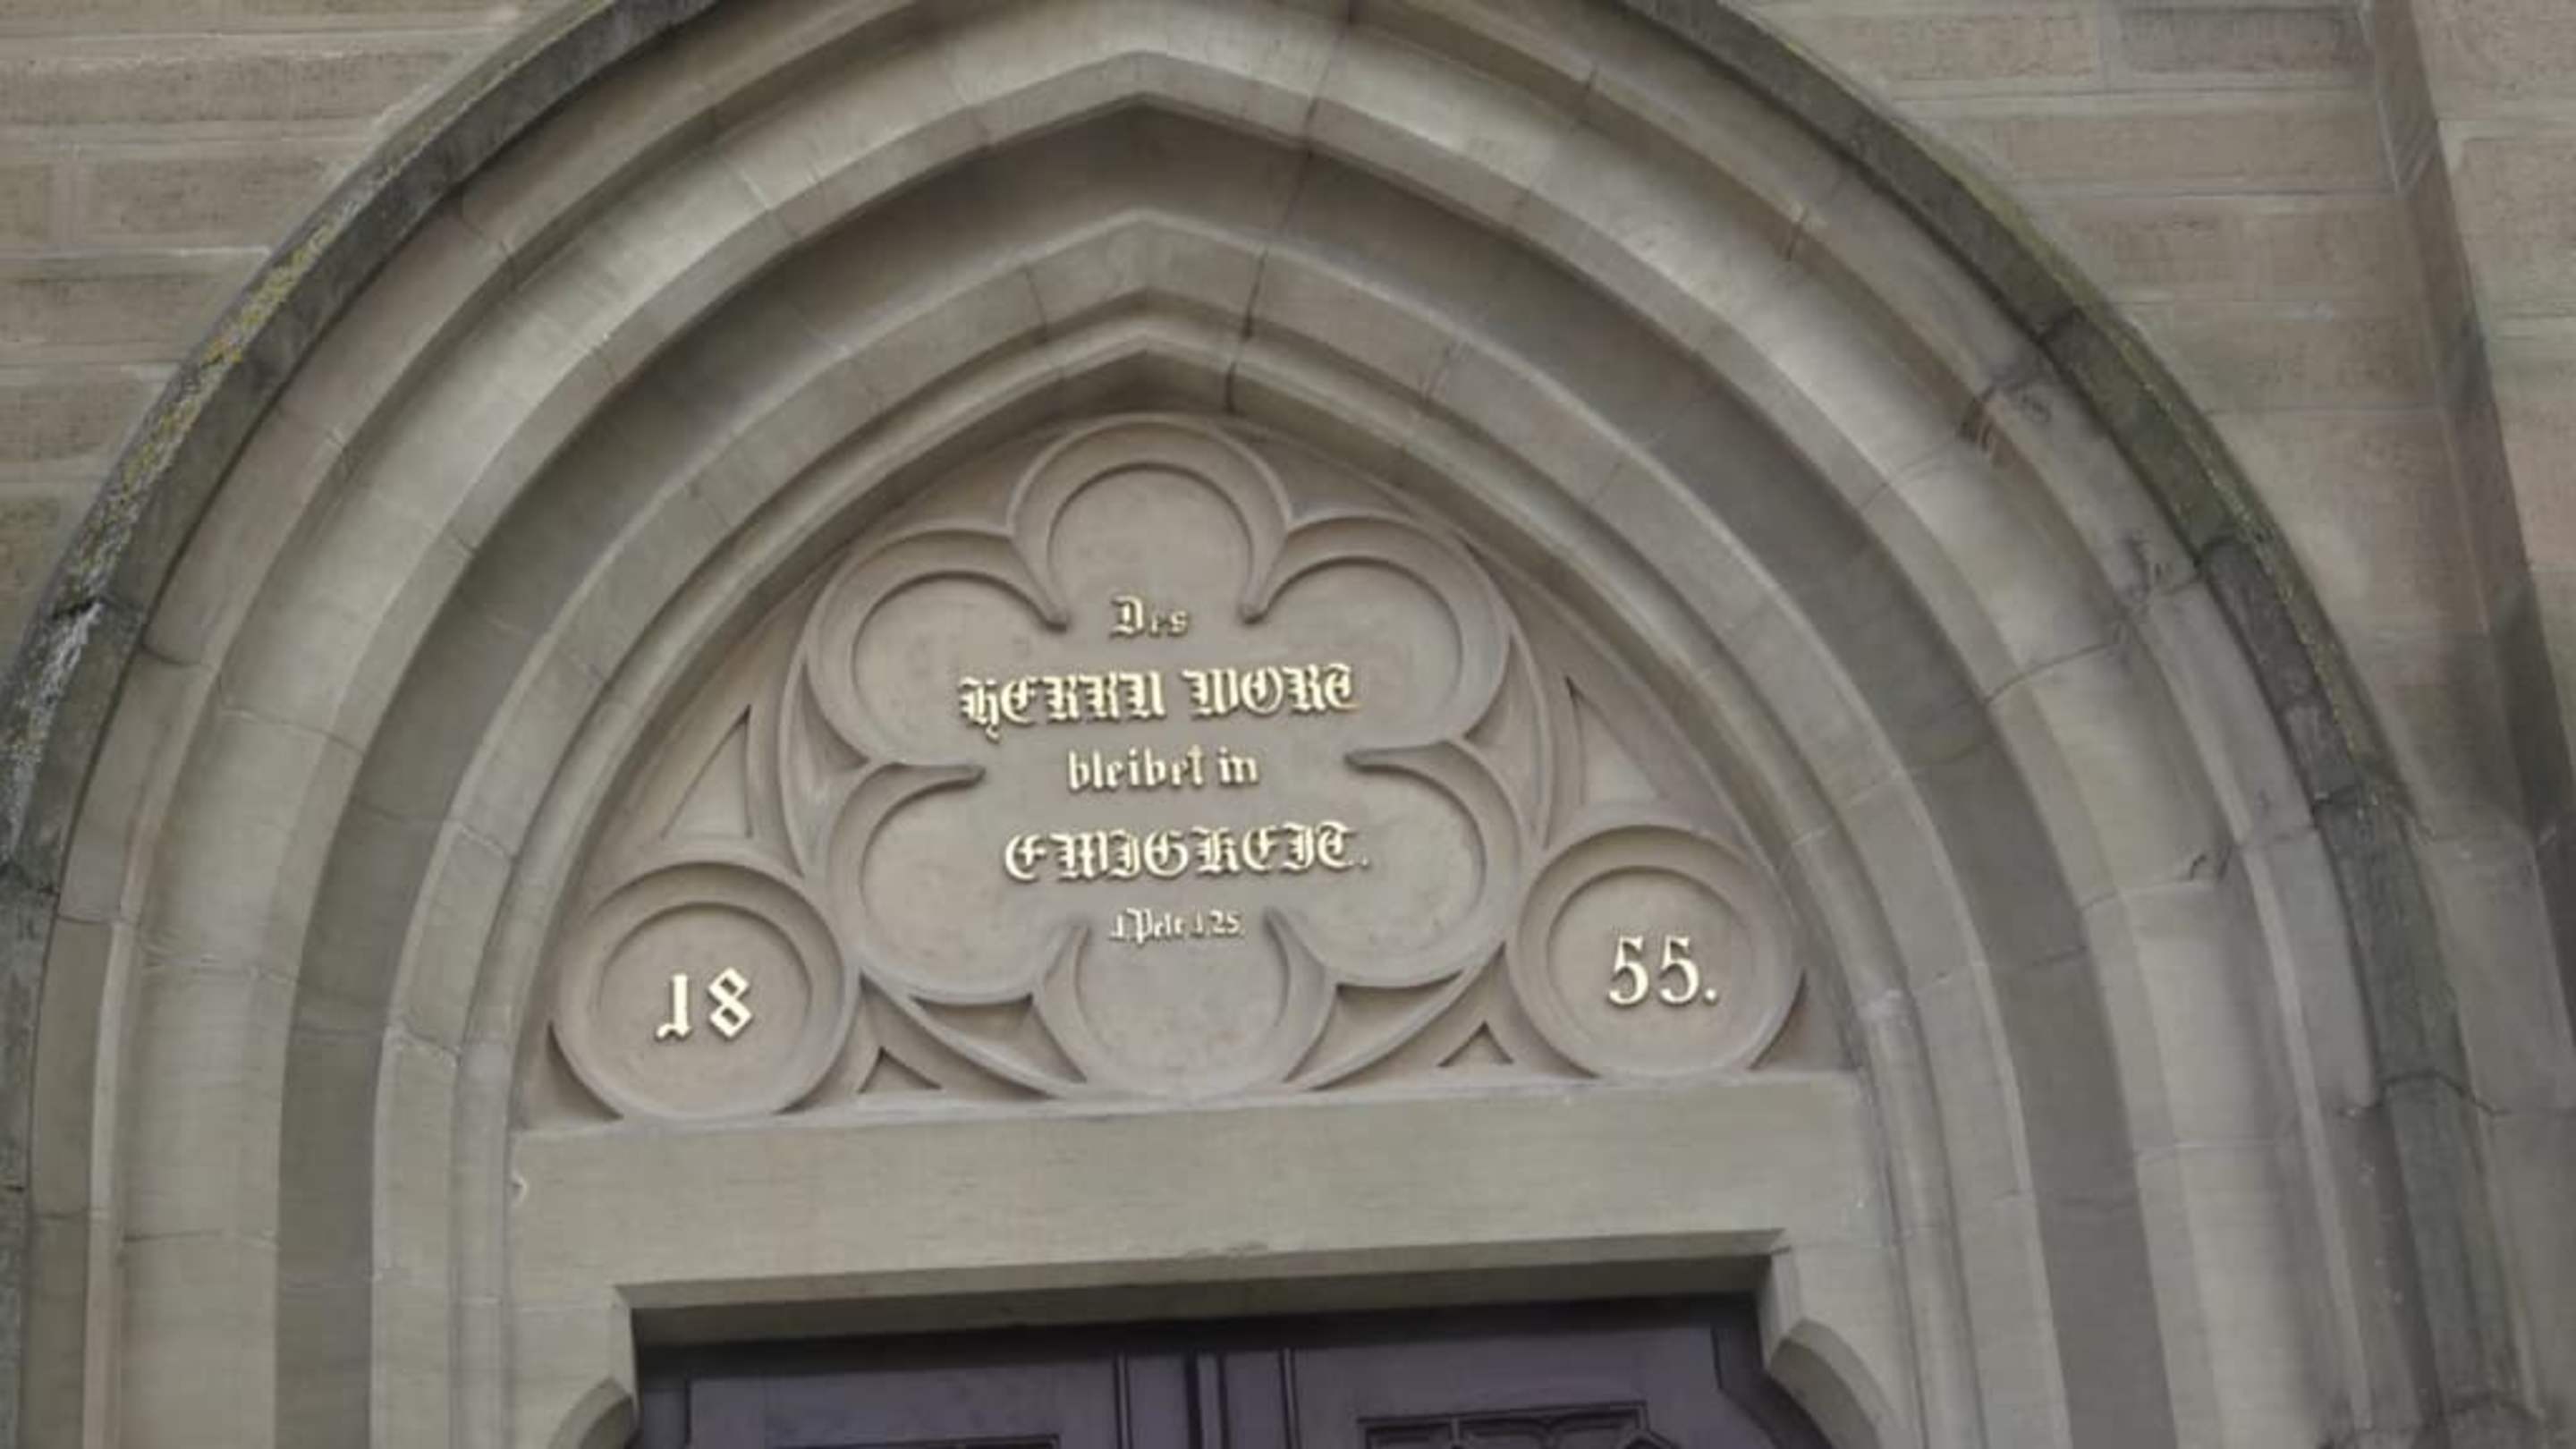 Des
HERRN WORT
bleibet in
EWIGKEIT.
1. Petr. 1,25.
18 55.